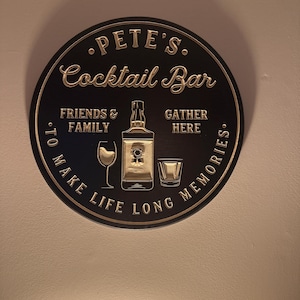 ·PETE'S·
Cocktail Bar
FRIENDS &
FAMILY
GATHER
HERE
·TO MAKE LIFE LONG MEMORIES·